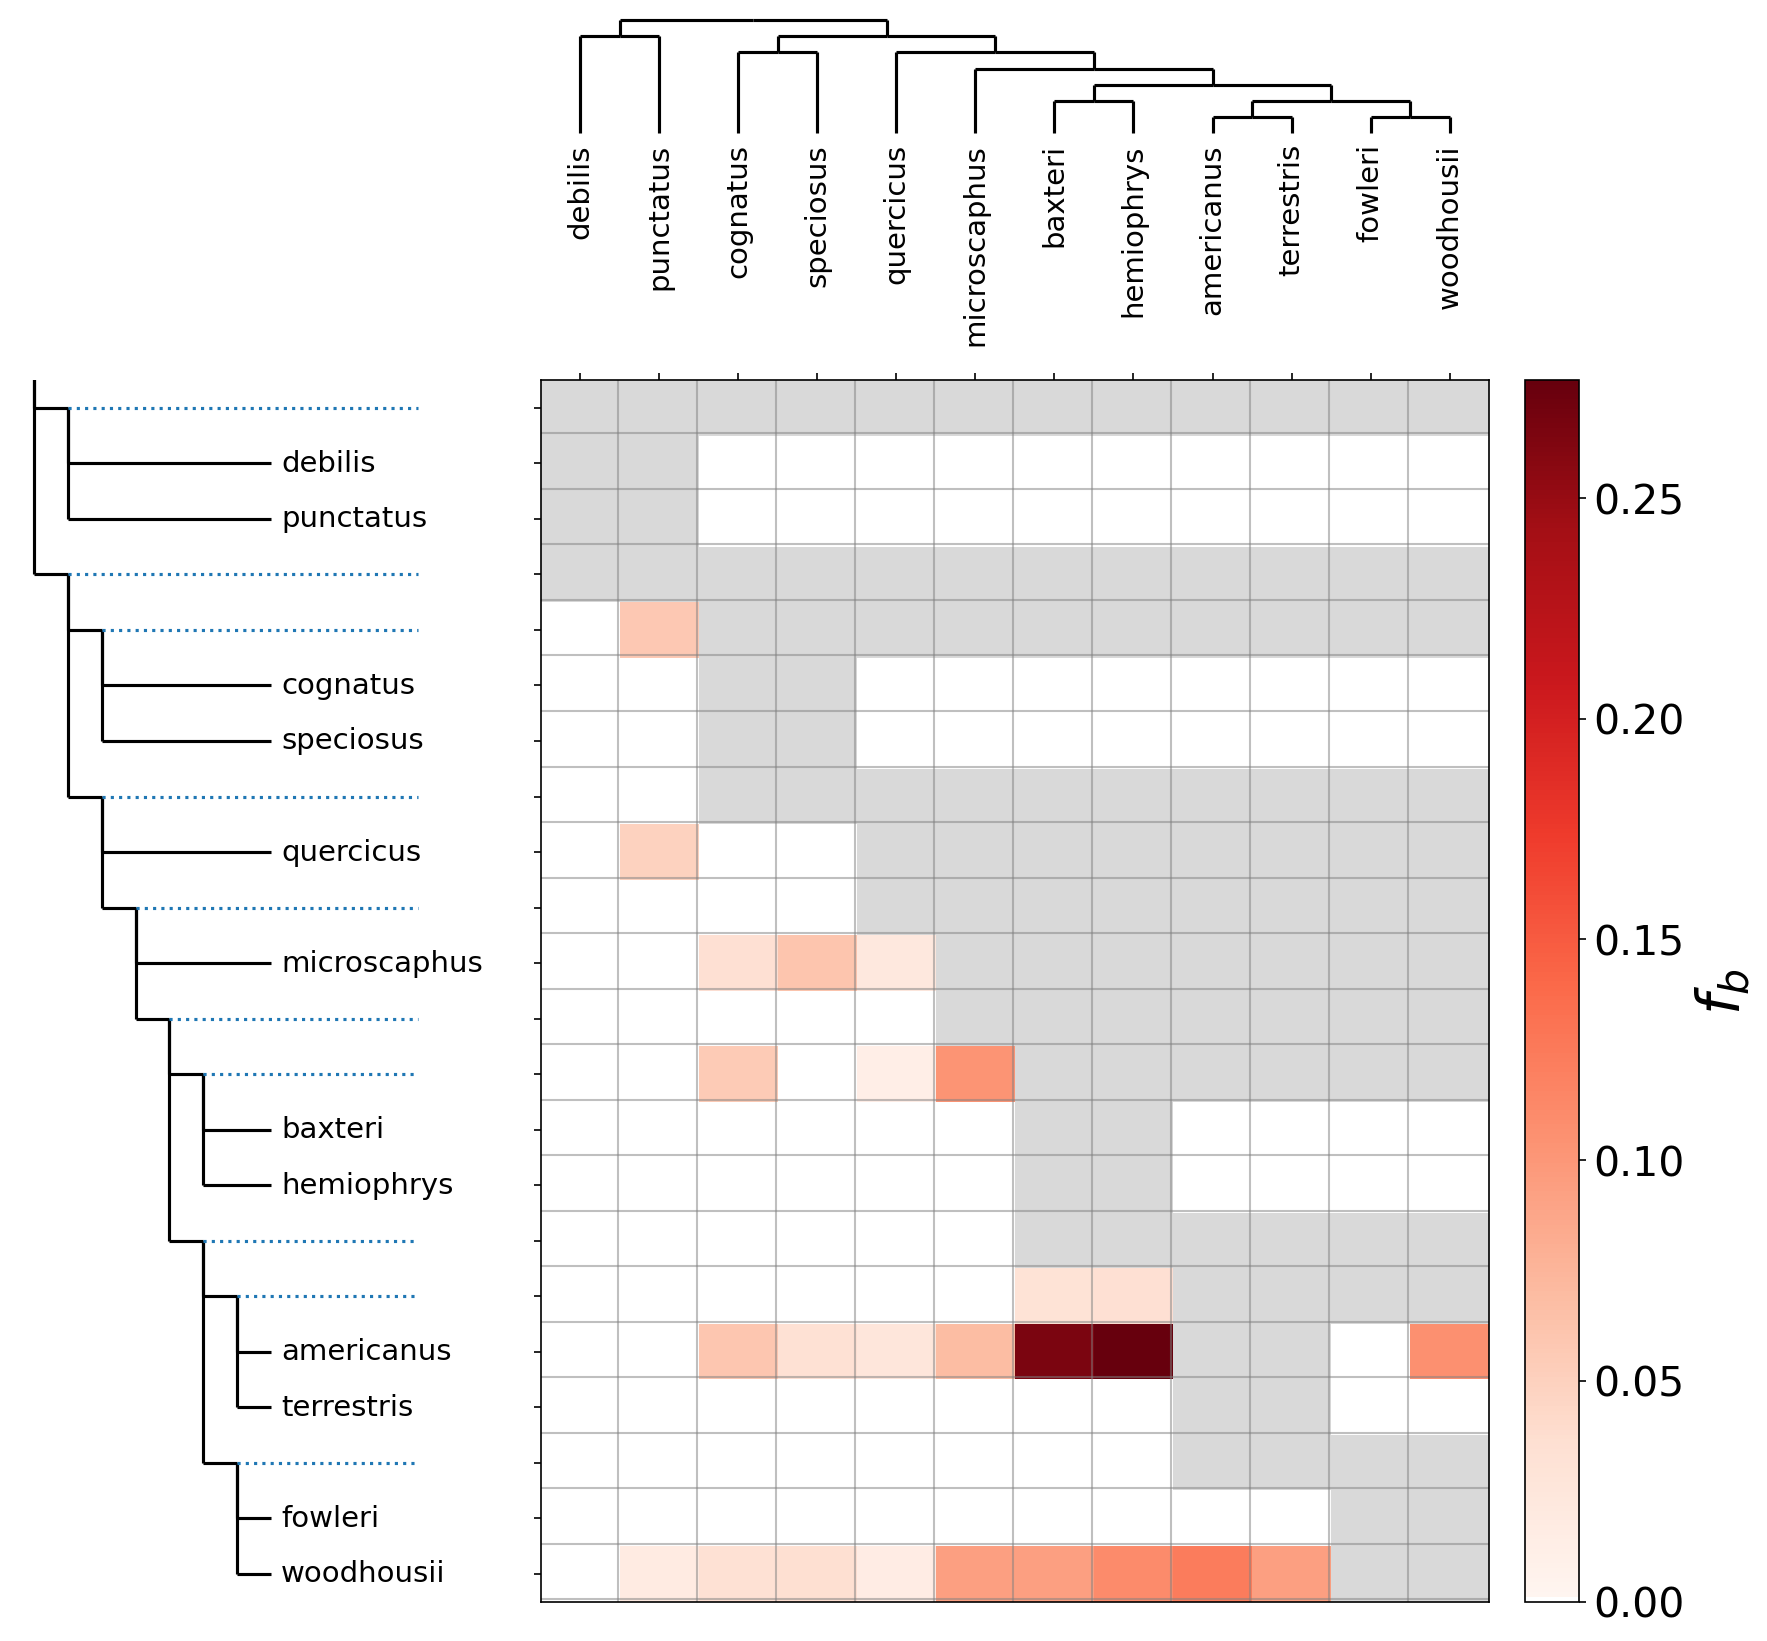 debilis
punctatus
cognatus
speciosus
quercicus
microscaphus
baxteri
hemiophrys
americanus
terrestris
fowleri
woodhousii
debilis
punctatus
cognatus
speciosus
quercicus
microscaphus
baxteri
hemiophrys
americanus
terrestris
fowleri
woodhousii
0.25
0.20
0.15
0.10
0.05
0.00
f_b